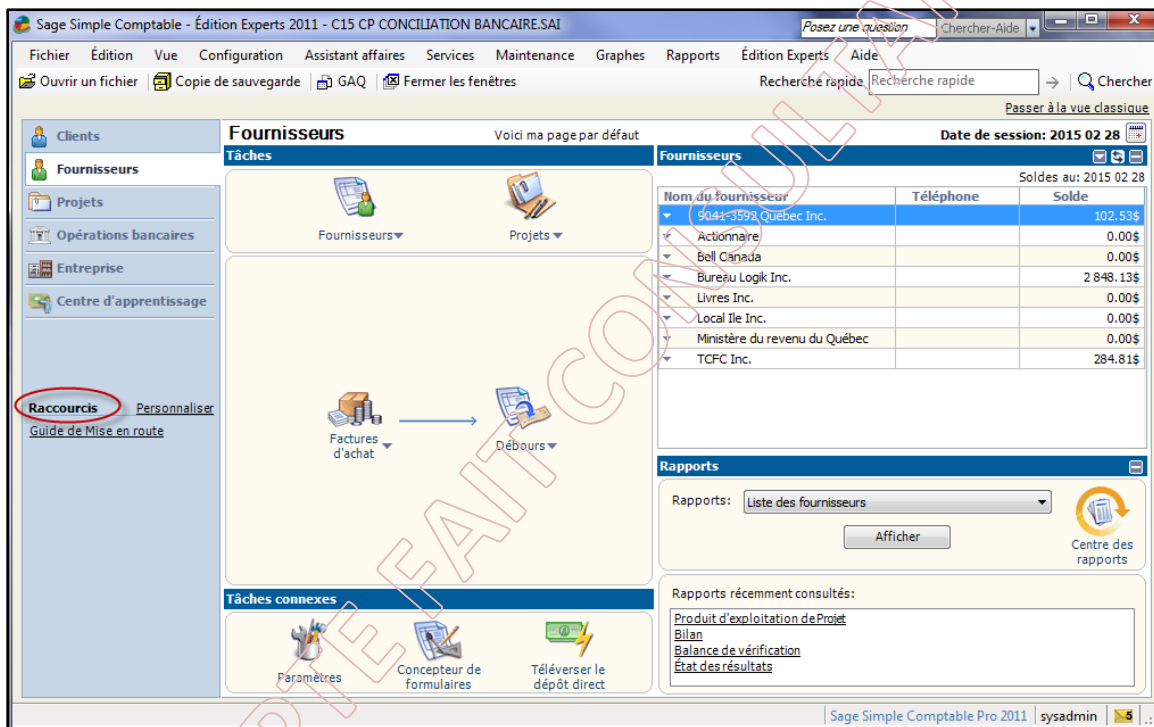 Sage Simple Comptable - Édition Experts 2011 - C15 CP CONCILIATION BANCAIRE.SAI
Posez une question
Chercher-Aide
Fichier Édition Vue Configuration Assistant affaires Services Maintenance Graphes Rapports Édition Experts Aide
Ouvrir un fichier Copie de sauvegarde GAQ Fermer les fenêtres Recherche rapide Recherche rapide Chercher
Passer à la vue classique
Clients
Fournisseurs
Projets
Opérations bancaires
Entreprise
Centre d'apprentissage
Raccourcis Personnaliser
Guide de Mise en route
Fournisseurs Voici ma page par défaut Date de session: 2015 02 28
Tâches
Fournisseurs Projets
Factures d'achat
Débours
Tâches connexes
Paramètres
Concepteur de formulaires
Téléverser le dépôt direct
Fournisseurs
Soldes au: 2015 02 28
Nom du fournisseur Téléphone Solde
9041-3592 Québec Inc. 102.53$
Actionnaire 0.00$
Bell Canada 0.00$
Bureau Logik Inc. 2 848.13$
Livres Inc. 0.00$
Local Ile Inc. 0.00$
Ministère du revenu du Québec 0.00$
TCFC Inc. 284.81$
Rapports
Rapports: Liste des fournisseurs
Afficher
Centre des rapports
Rapports récemment consultés:
Produit d'exploitation de Projet
Bilan
Balance de vérification
État des résultats
Sage Simple Comptable Pro 2011 sysadmin 5
PTE FAIT CONSULTA